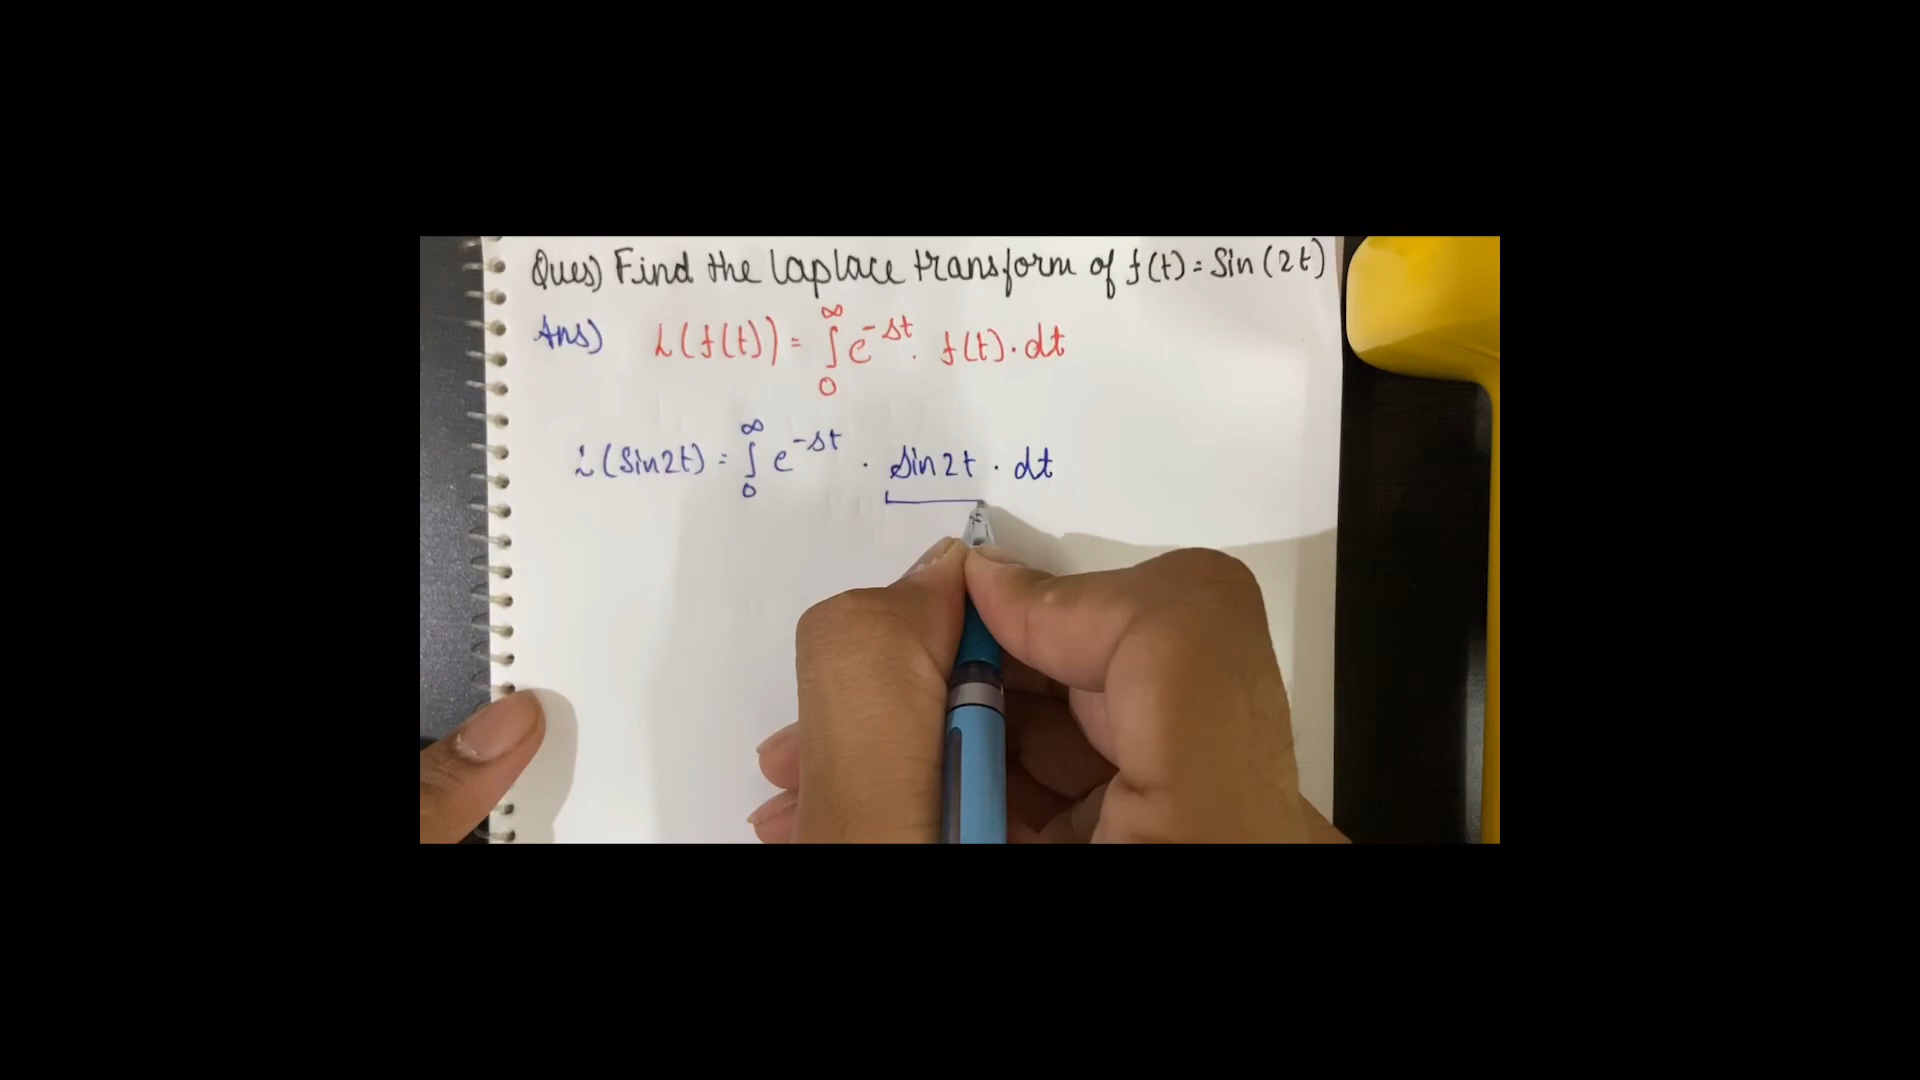 Ques) Find the Laplace transform of f(t) = Sin(2t)
Ans) L(f(t)) = ∫₀^∞ e^-st . f(t) . dt
L(Sin2t) = ∫₀^∞ e^-st . Sin2t . dt